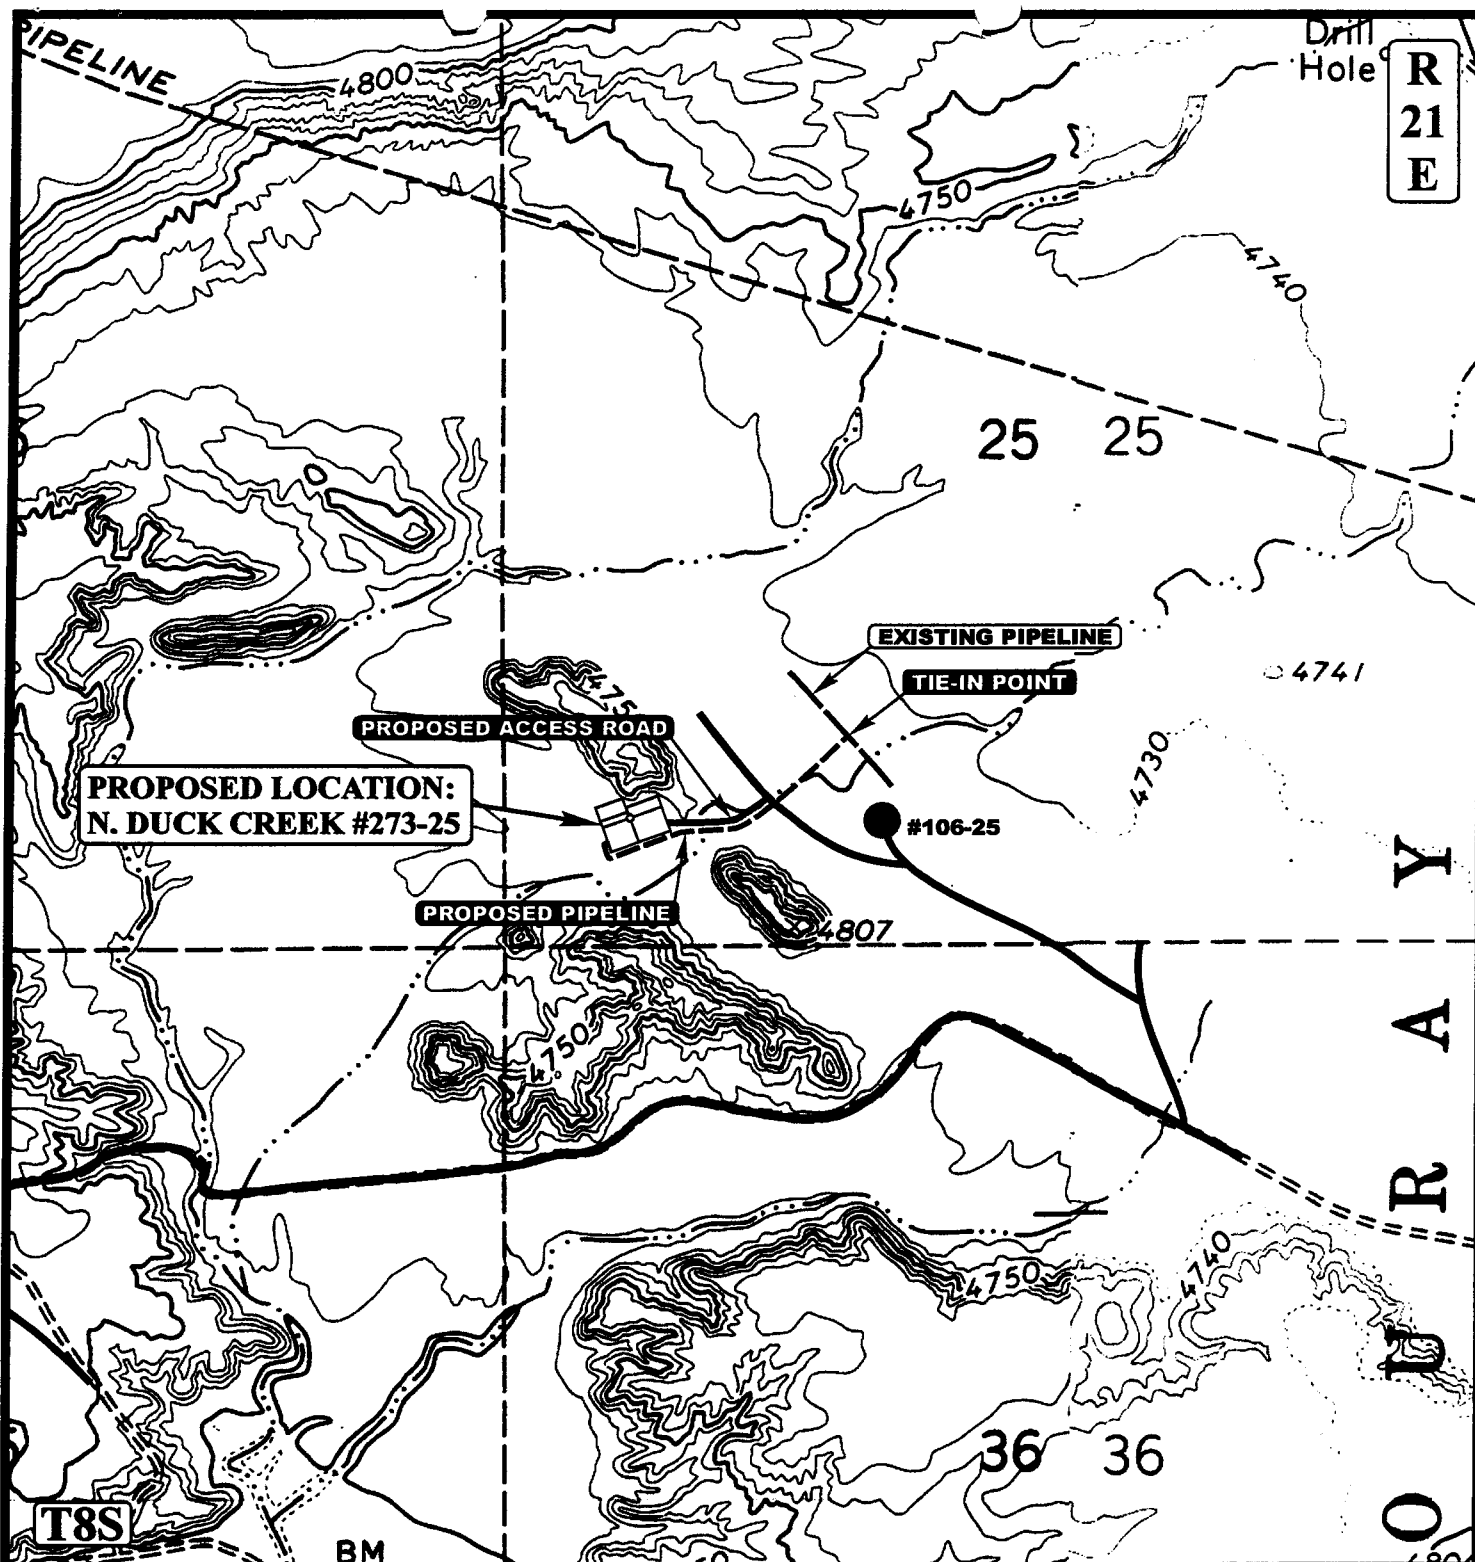 PIPELINE
4800
Drill
Hole
R
21
E
4750
4740
25 25
EXISTING PIPELINE
TIE-IN POINT
4741
PROPOSED ACCESS ROAD
4730
PROPOSED LOCATION:
N. DUCK CREEK #273-25
#106-25
PROPOSED PIPELINE
4807
4750
4740
4750
36 36
T8S
BM
O U R A Y